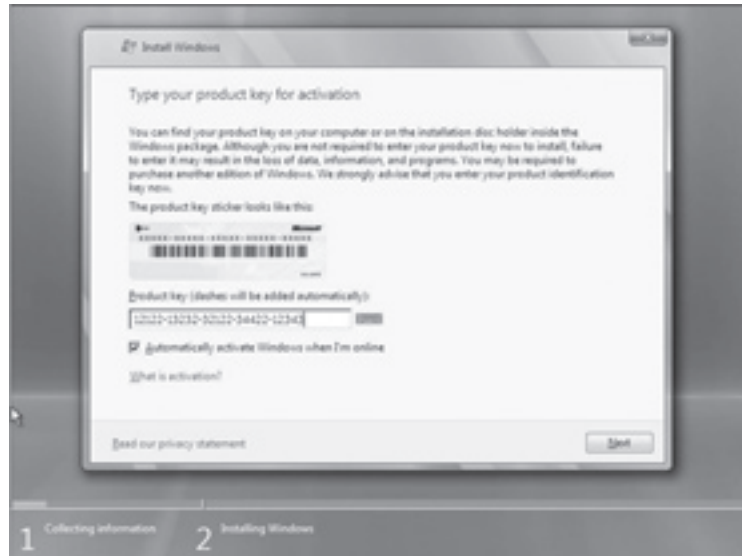 Install Windows
Type your product key for activation
You can find your product key on your computer or on the installation disc holder inside the
Windows package. Although you are not required to enter your product key now to install, failure
to enter it may result in the loss of data, information, and programs. You may be required to
purchase another edition of Windows. We strongly advise that you enter your product identification
key now.
The product key sticker looks like this:
Product key (dashes will be added automatically):
Automatically activate Windows when I'm online
What is activation?
Read our privacy statement
Next
1 Collecting information
2 Installing Windows